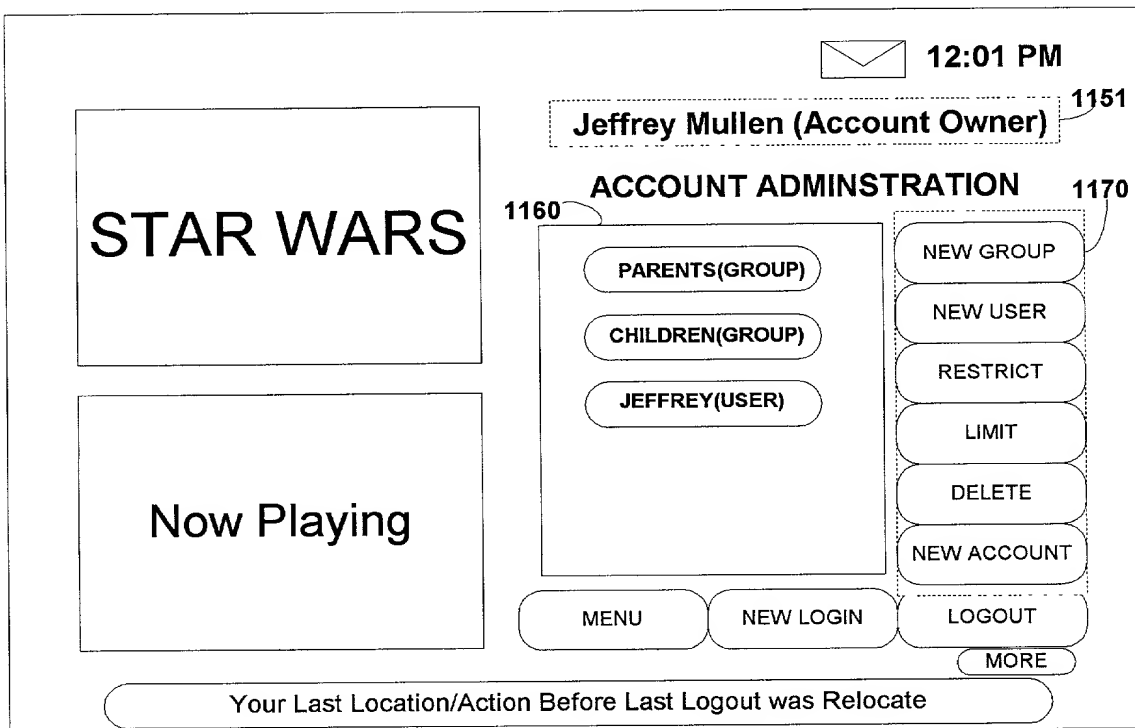 12:01 PM
Jeffrey Mullen (Account Owner)
1151
ACCOUNT ADMINSTRATION
1170
1160
STAR WARS
PARENTS(GROUP)
CHILDREN(GROUP)
JEFFREY(USER)
NEW GROUP
NEW USER
RESTRICT
LIMIT
DELETE
NEW ACCOUNT
Now Playing
MENU
NEW LOGIN
LOGOUT
MORE
Your Last Location/Action Before Last Logout was Relocate